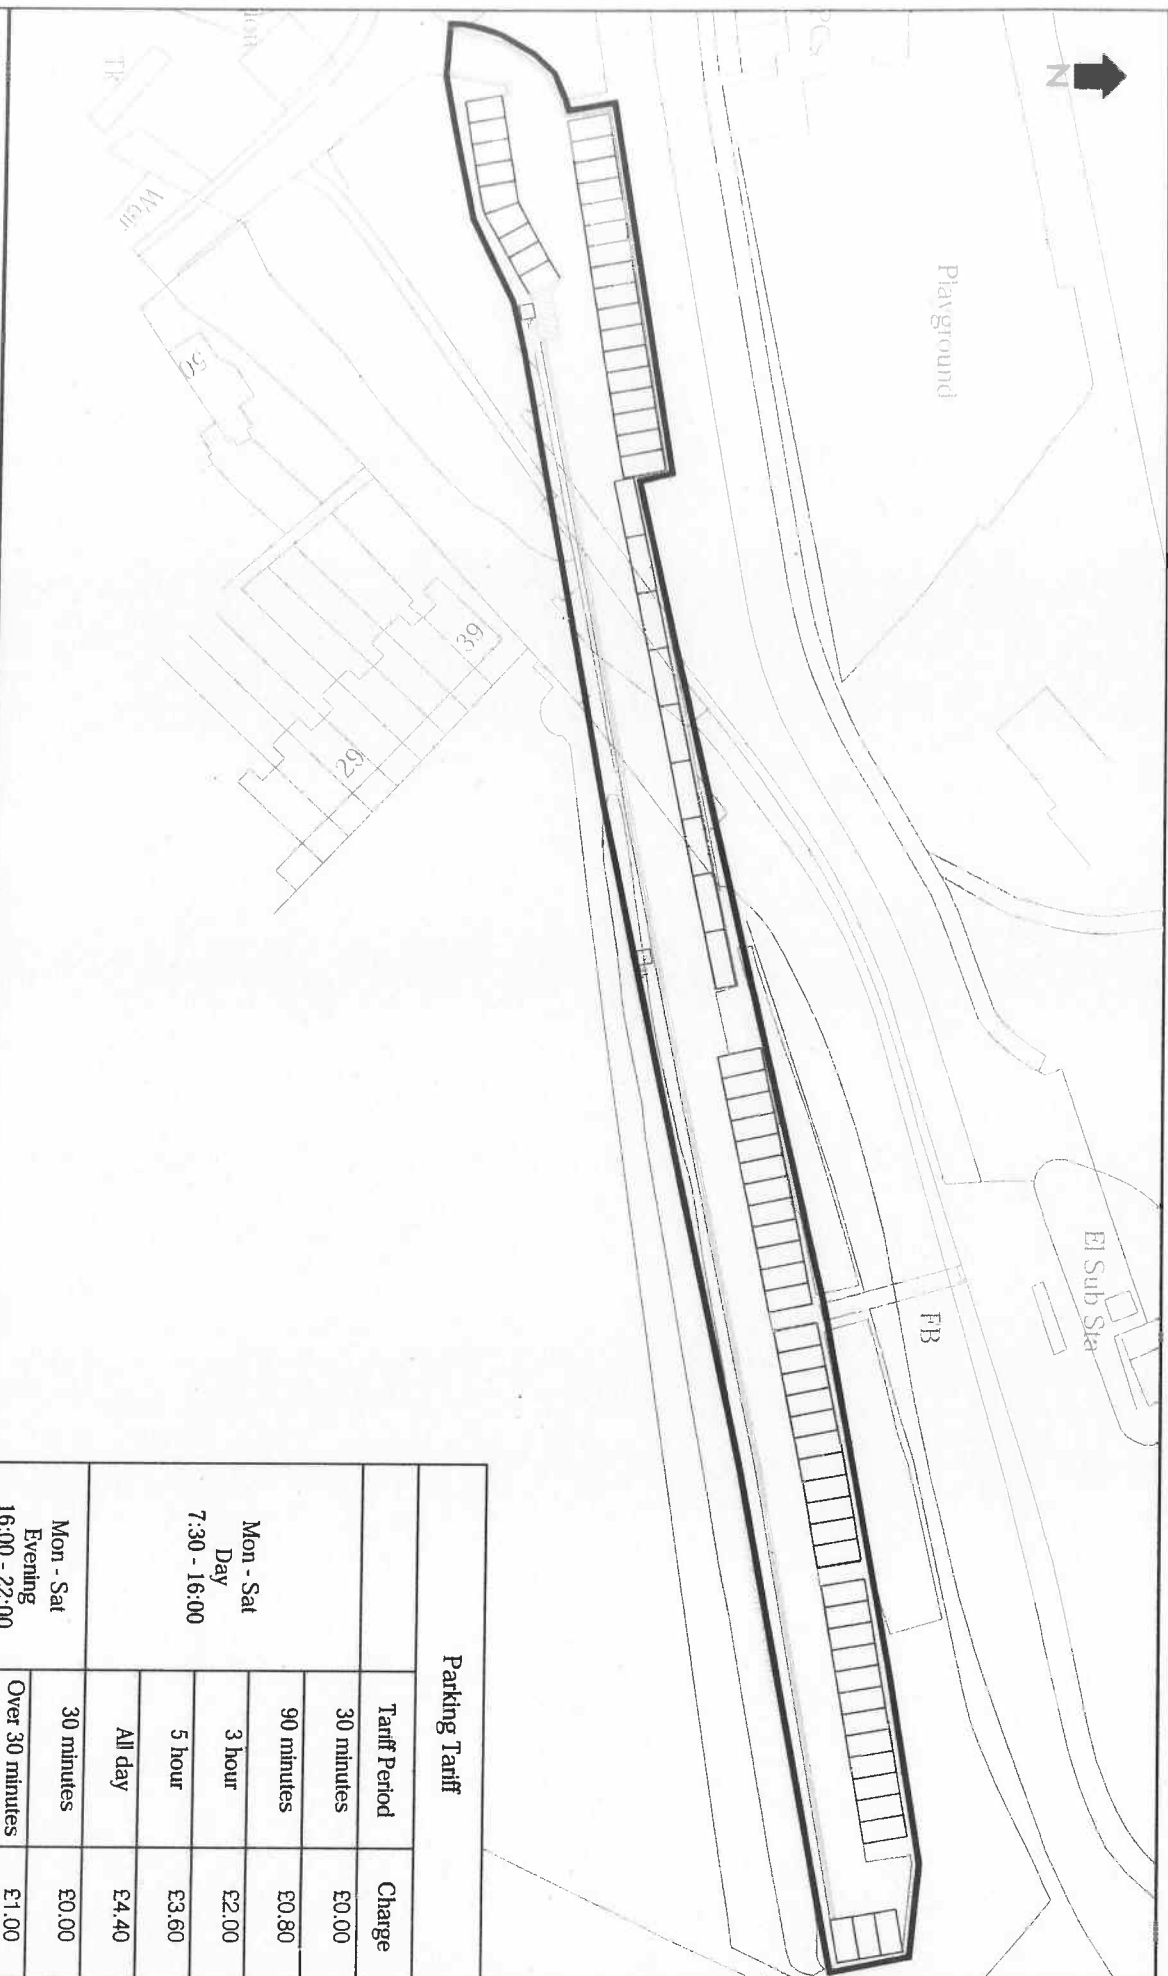 N
PCs
Playground
El Sub Sta
FB
Weir
50
39
29
Parking Tariff
Tariff Period
Charge
Mon - Sat
Day
7:30 - 16:00
30 minutes
£0.00
90 minutes
£0.80
3 hour
£2.00
5 hour
£3.60
All day
£4.40
Mon - Sat
Evening
16:00 - 22:00
30 minutes
£0.00
Over 30 minutes
£1.00